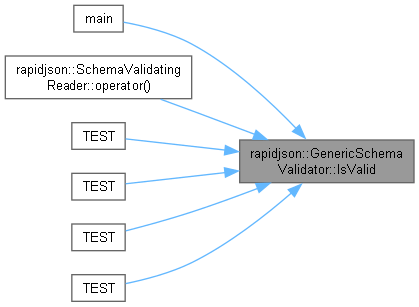 main
rapidjson::SchemaValidating
Reader::operator()
TEST
TEST
TEST
TEST
rapidjson::GenericSchema
Validator::IsValid